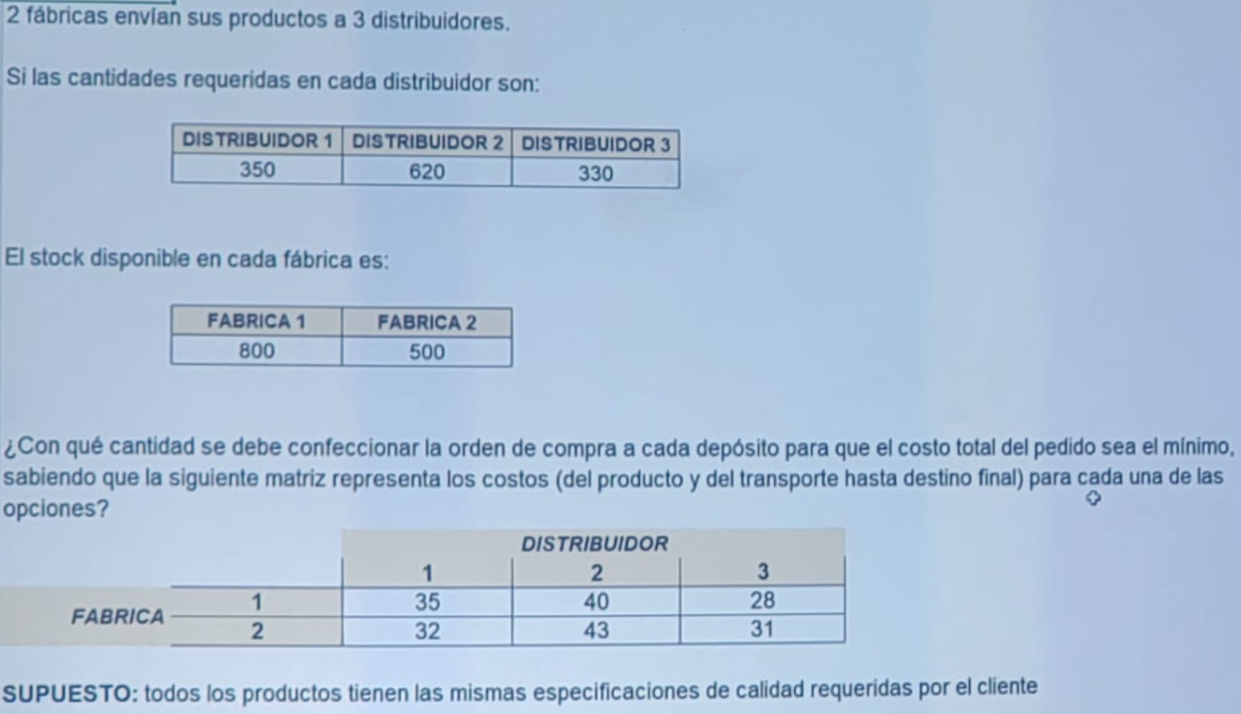 2 fábricas envían sus productos a 3 distribuidores.
Si las cantidades requeridas en cada distribuidor son:
DISTRIBUIDOR 1 DISTRIBUIDOR 2 DISTRIBUIDOR 3
350 620 330
El stock disponible en cada fábrica es:
FABRICA 1 FABRICA 2
800 500
¿Con qué cantidad se debe confeccionar la orden de compra a cada depósito para que el costo total del pedido sea el mínimo,
sabiendo que la siguiente matriz representa los costos (del producto y del transporte hasta destino final) para cada una de las
opciones?
DISTRIBUIDOR
1 2 3
FABRICA 1 35 40 28
2 32 43 31
SUPUESTO: todos los productos tienen las mismas especificaciones de calidad requeridas por el cliente